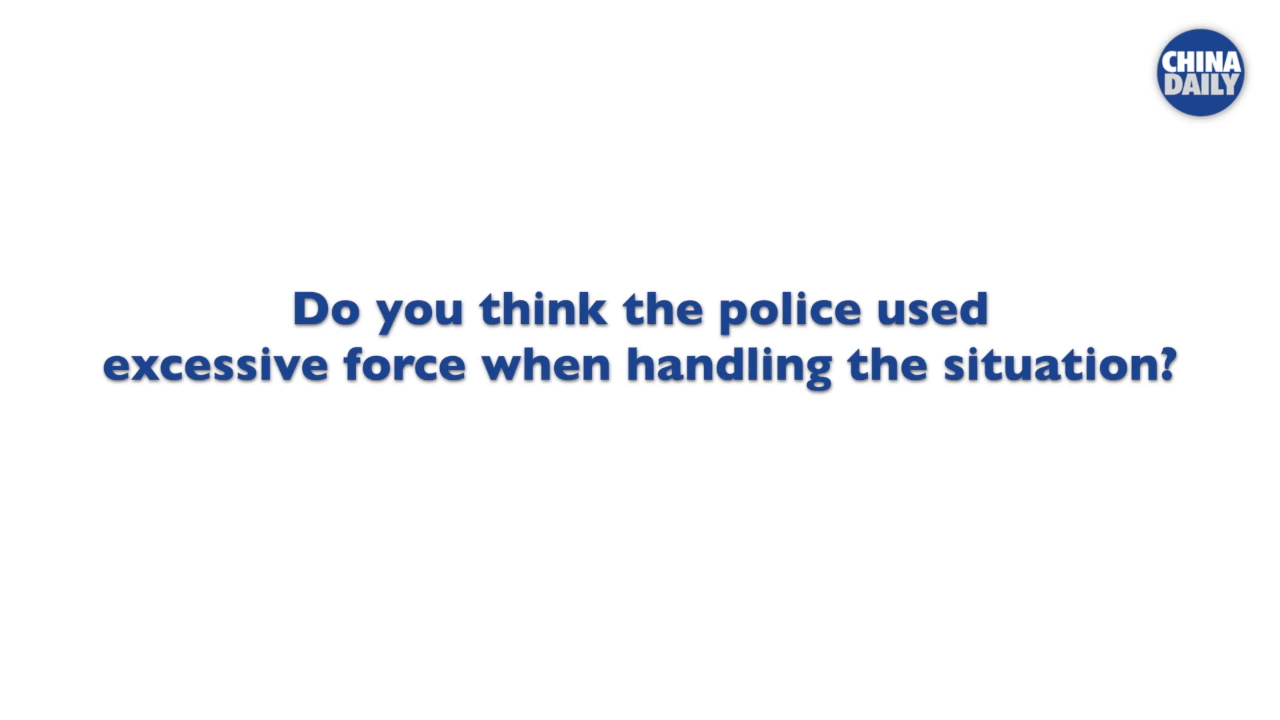 CHINA
DAILY
Do you think the police used
excessive force when handling the situation?